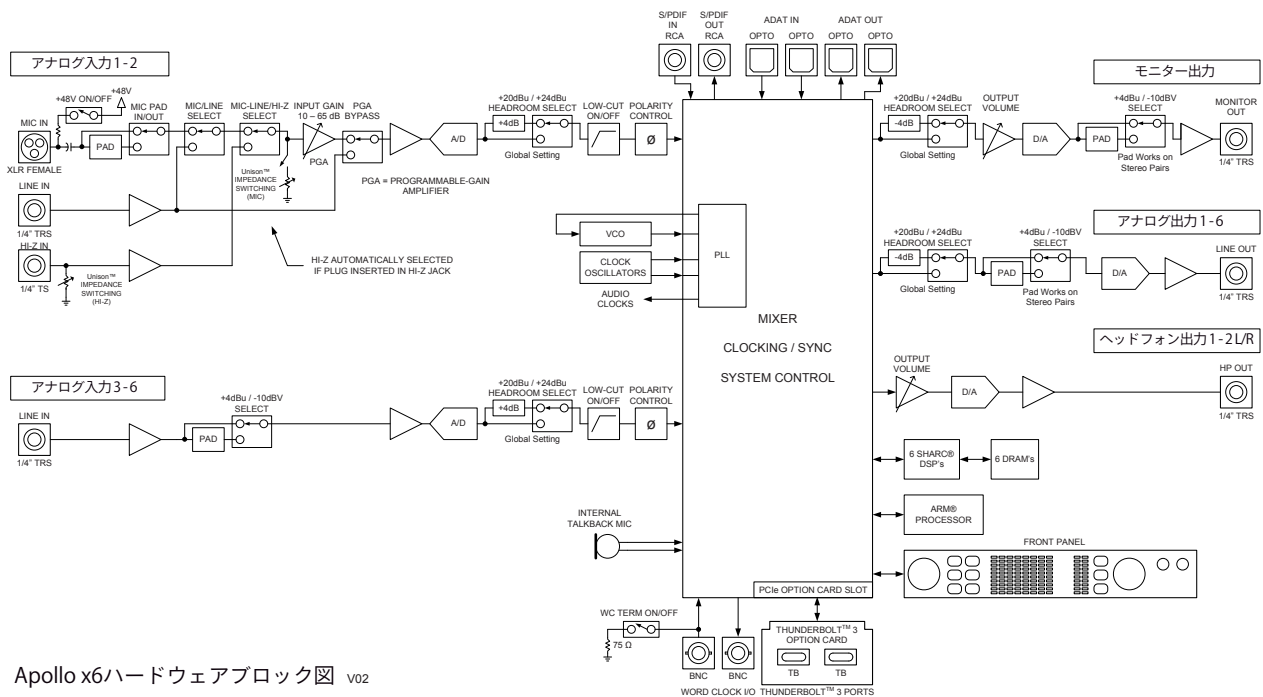 S/PDIF
IN
RCA
S/PDIF
OUT
RCA
ADAT IN
OPTO
OPTO
ADAT OUT
OPTO
OPTO
アナログ入力1-2
+48V
+48V ON/OFF
MIC IN
XLR FEMALE
PAD
MIC PAD
IN/OUT
MIC/LINE
SELECT
MIC-LINE/HI-Z
SELECT
INPUT GAIN
10 – 65 dB
PGA
PGA
BYPASS
A/D
+20dBu / +24dBu
HEADROOM SELECT
+4dB
Global Setting
LOW-CUT
ON/OFF
POLARITY
CONTROL
Ø
Unison™
IMPEDANCE
SWITCHING
(MIC)
PGA = PROGRAMMABLE-GAIN
AMPLIFIER
LINE IN
1/4" TRS
HI-Z IN
1/4" TS
Unison™
IMPEDANCE
SWITCHING
(HI-Z)
HI-Z AUTOMATICALLY SELECTED
IF PLUG INSERTED IN HI-Z JACK
アナログ入力3-6
LINE IN
1/4" TRS
+4dBu / -10dBV
SELECT
PAD
A/D
+20dBu / +24dBu
HEADROOM SELECT
+4dB
Global Setting
LOW-CUT
ON/OFF
POLARITY
CONTROL
Ø
INTERNAL
TALKBACK MIC
VCO
CLOCK
OSCILLATORS
AUDIO
CLOCKS
PLL
MIXER
CLOCKING / SYNC
SYSTEM CONTROL
PCIe OPTION CARD SLOT
モニター出力
+20dBu / +24dBu
HEADROOM SELECT
-4dB
Global Setting
OUTPUT
VOLUME
D/A
+4dBu / -10dBV
SELECT
PAD
Pad Works on
Stereo Pairs
MONITOR
OUT
1/4" TRS
アナログ出力1-6
+20dBu / +24dBu
HEADROOM SELECT
-4dB
Global Setting
+4dBu / -10dBV
SELECT
PAD
Pad Works on
Stereo Pairs
D/A
LINE OUT
1/4" TRS
ヘッドフォン出力1-2L/R
OUTPUT
VOLUME
D/A
HP OUT
1/4" TRS
6 SHARC®
DSP's
6 DRAM's
ARM®
PROCESSOR
FRONT PANEL
WC TERM ON/OFF
75 Ω
BNC
BNC
WORD CLOCK I/O
THUNDERBOLT™ 3
OPTION CARD
TB
TB
THUNDERBOLT™ 3 PORTS
Apollo x6ハードウェアブロック図 V02